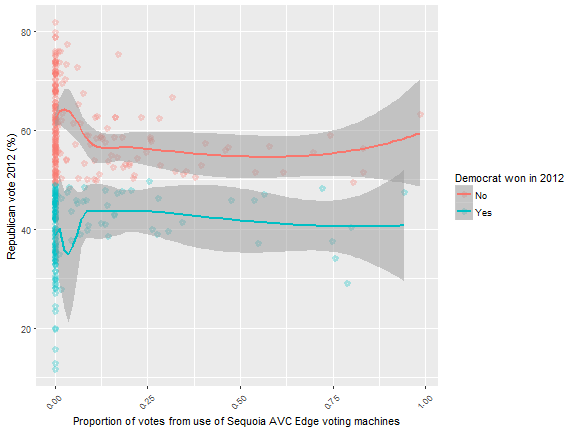 80
60
40
20
Republican vote 2012 (%)
0.00
0.25
0.50
0.75
1.00
Proportion of votes from use of Sequoia AVC Edge voting machines
Democrat won in 2012
No
Yes